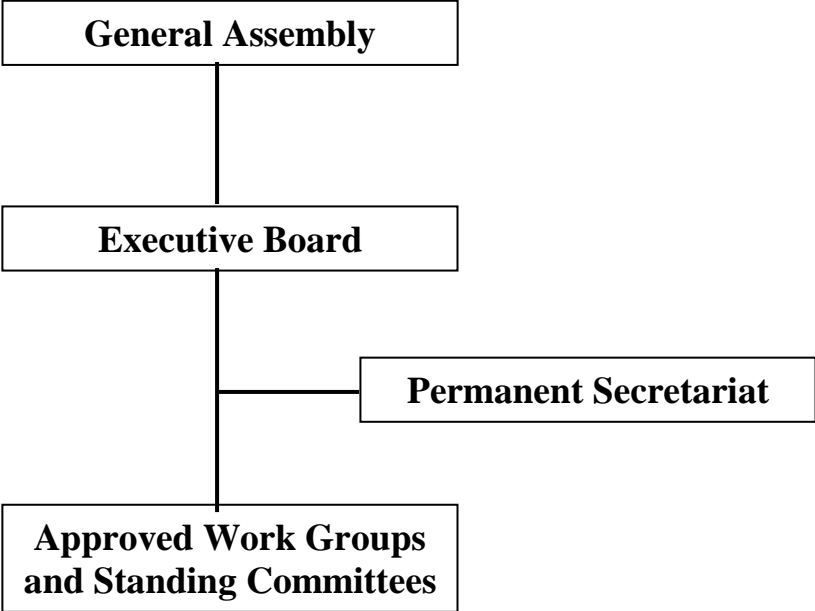 General Assembly
Executive Board
Permanent Secretariat
Approved Work Groups
and Standing Committees